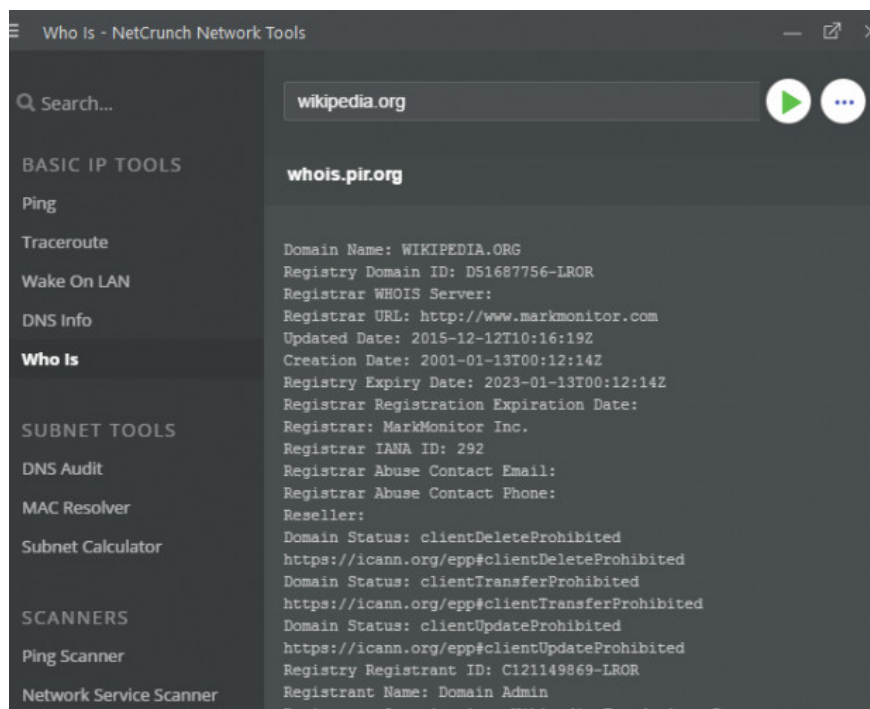 Who Is - NetCrunch Network Tools
Search...
BASIC IP TOOLS
Ping
Traceroute
Wake On LAN
DNS Info
Who Is
SUBNET TOOLS
DNS Audit
MAC Resolver
Subnet Calculator
SCANNERS
Ping Scanner
Network Service Scanner
wikipedia.org
whois.pir.org
Domain Name: WIKIPEDIA.ORG
Registry Domain ID: D51687756-LROR
Registrar WHOIS Server:
Registrar URL: http://www.markmonitor.com
Updated Date: 2015-12-12T10:16:19Z
Creation Date: 2001-01-13T00:12:14Z
Registry Expiry Date: 2023-01-13T00:12:14Z
Registrar Registration Expiration Date:
Registrar: MarkMonitor Inc.
Registrar IANA ID: 292
Registrar Abuse Contact Email:
Registrar Abuse Contact Phone:
Reseller:
Domain Status: clientDeleteProhibited
https://icann.org/epp#clientDeleteProhibited
Domain Status: clientTransferProhibited
https://icann.org/epp#clientTransferProhibited
Domain Status: clientUpdateProhibited
https://icann.org/epp#clientUpdateProhibited
Registry Registrant ID: C121149869-LROR
Registrant Name: Domain Admin